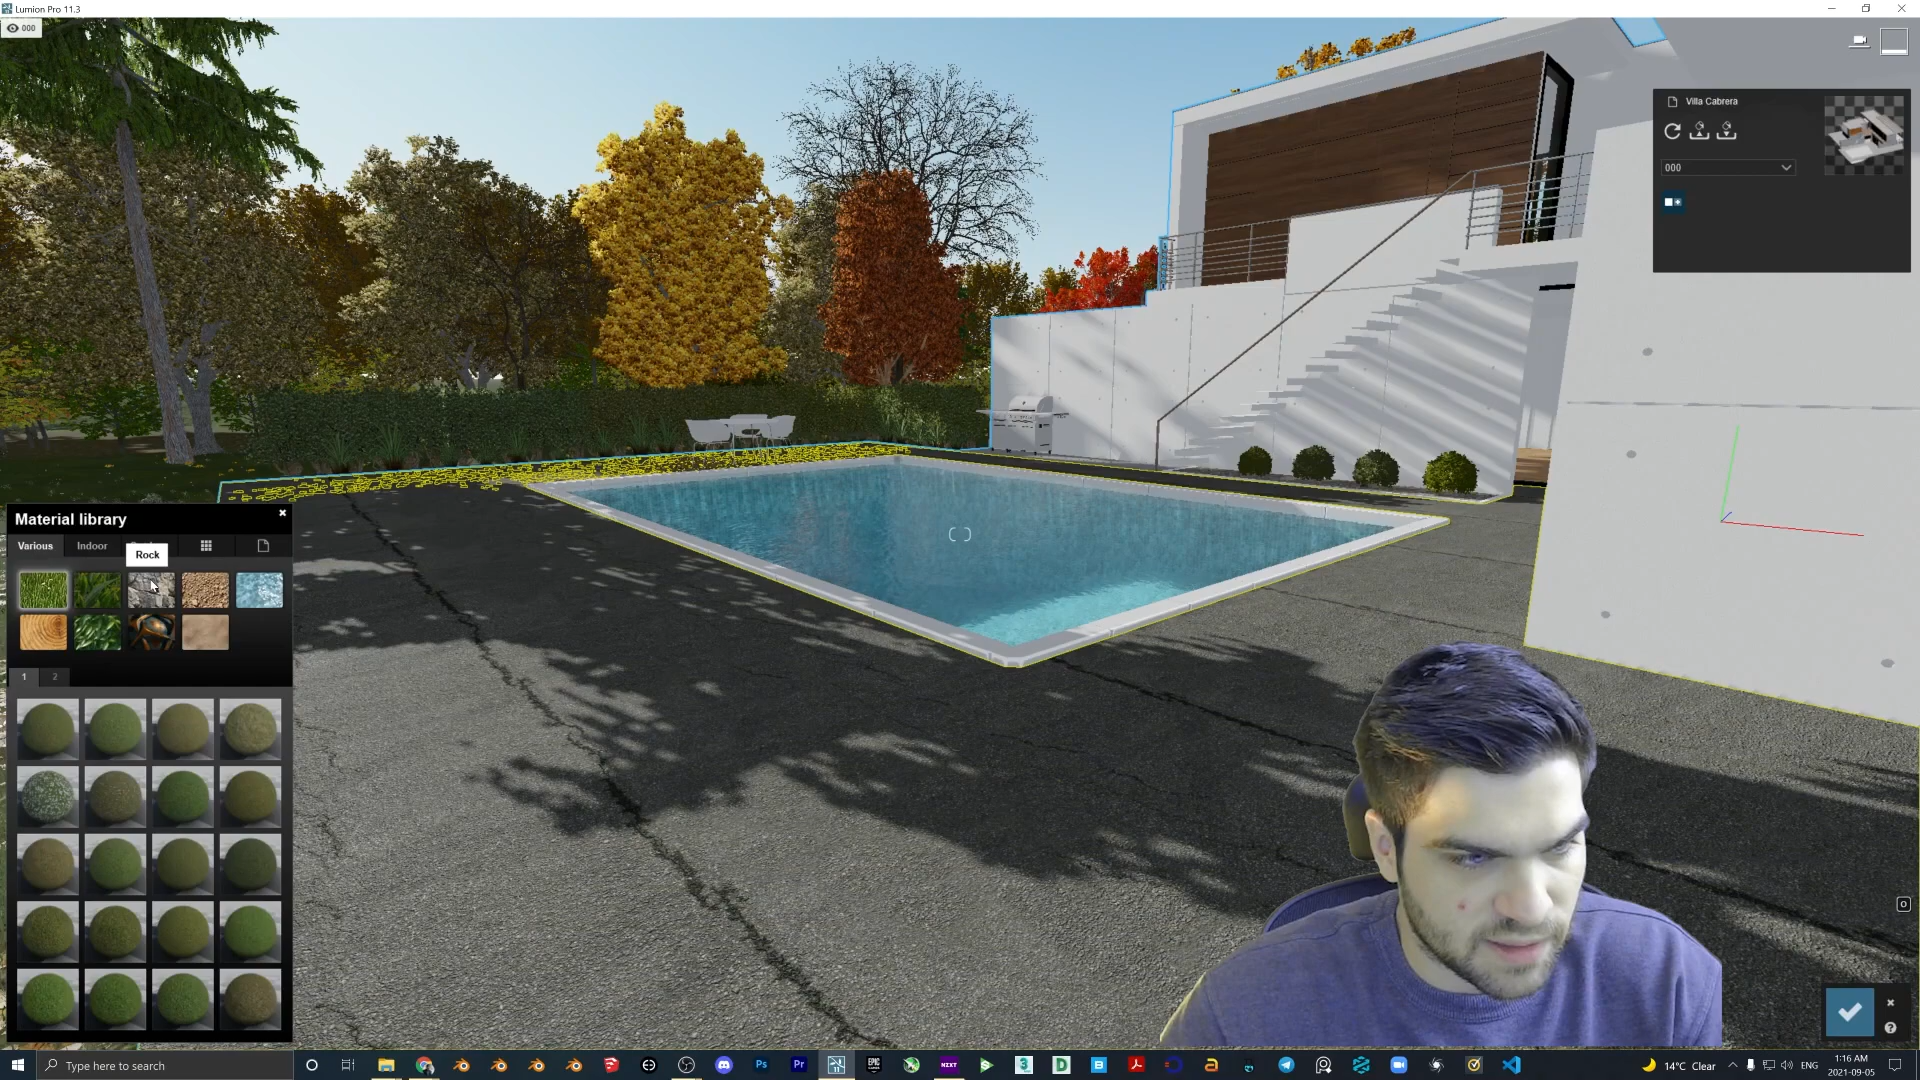 Lumion Pro 11.3
000
Villa Cabrera
000
Material library
Various
Indoor
Rock
1
2
Type here to search
NZXT
14°C Clear
ENG
1:16 AM
2021-09-05